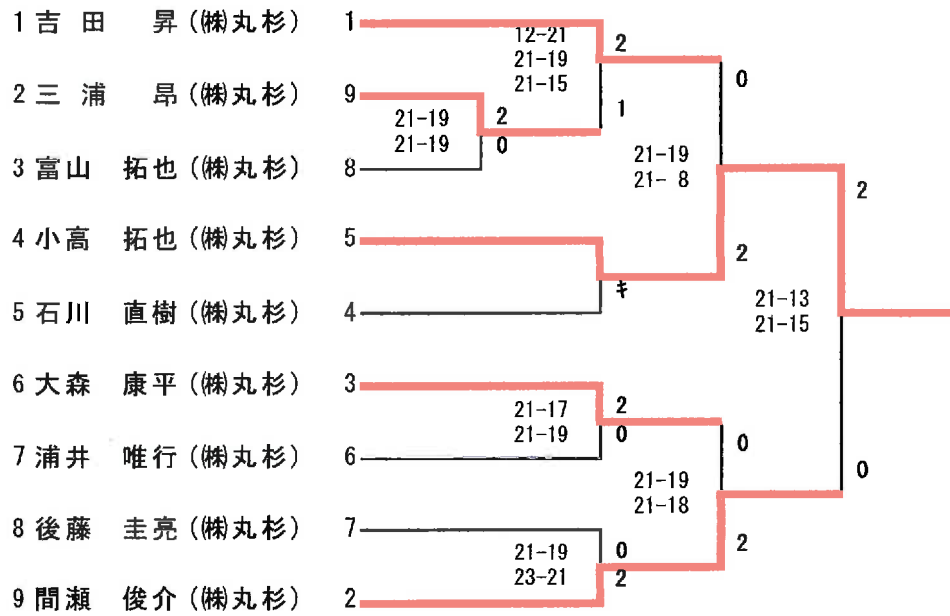 1 吉田 昇 (㈱丸杉) 1
12-21 2
21-19
21-15
0
2 三浦 昂 (㈱丸杉) 9
1
21-19 2
21-19 0
3 富山 拓也 (㈱丸杉) 8
21-19
21- 8
2
4 小高 拓也 (㈱丸杉) 5
2
キ
5 石川 直樹 (㈱丸杉) 4
21-13
21-15
6 大森 康平 (㈱丸杉) 3
21-17 2
21-19 0
0
7 浦井 唯行 (㈱丸杉) 6
0
21-19
21-18
8 後藤 圭亮 (㈱丸杉) 7
2
21-19 0
23-21 2
9 間瀬 俊介 (㈱丸杉) 2